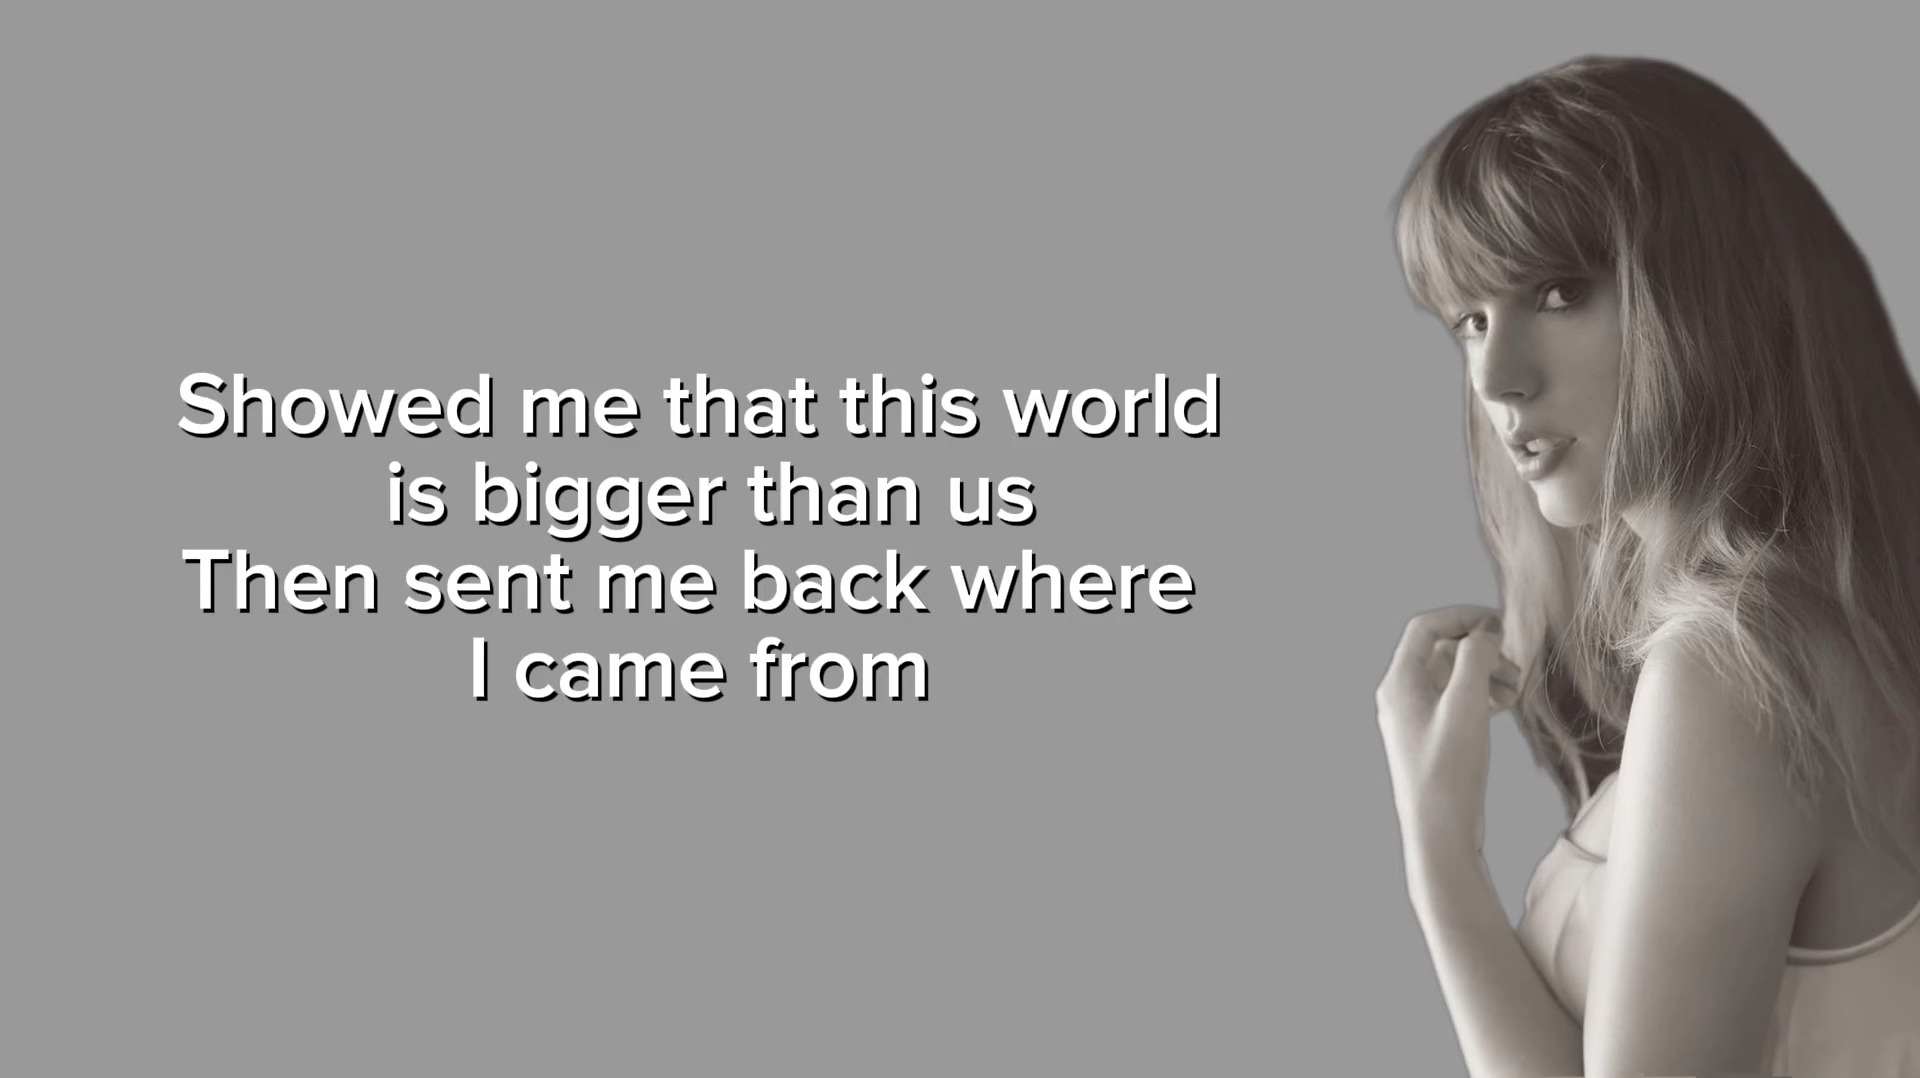 Showed me that this world
is bigger than us
Then sent me back where
I came from